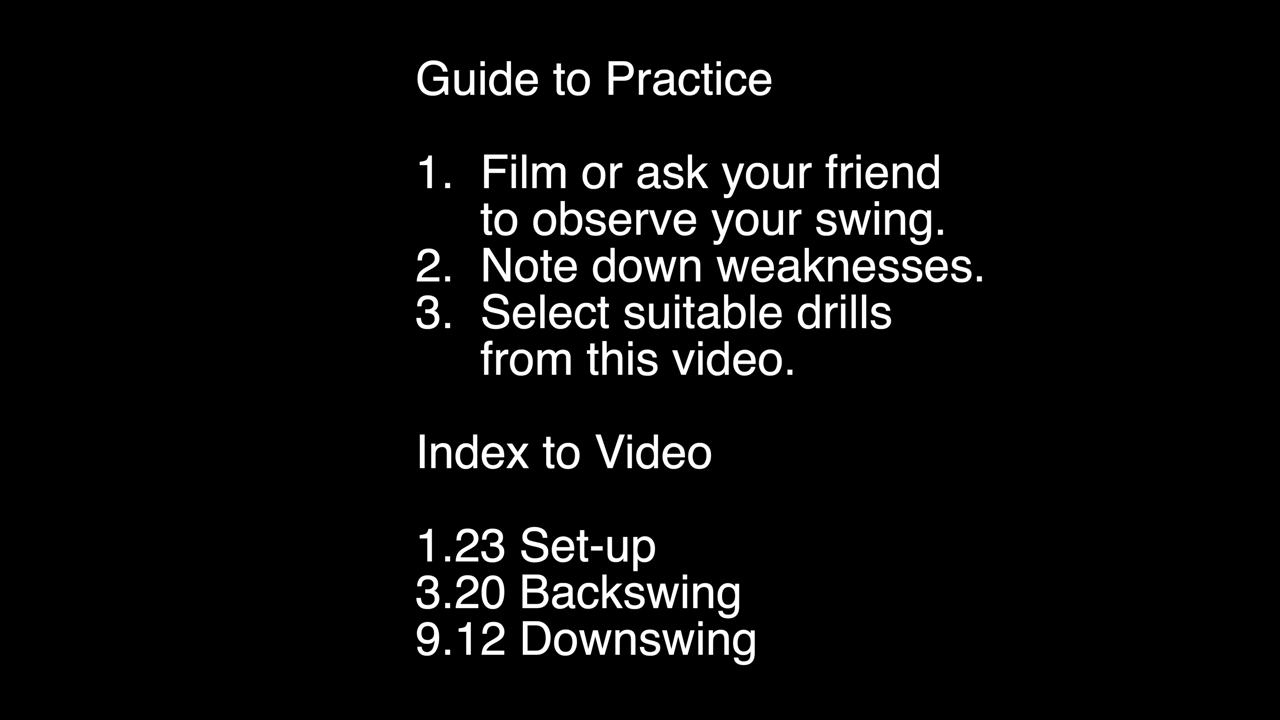 Guide to Practice
1. Film or ask your friend
to observe your swing.
2. Note down weaknesses.
3. Select suitable drills
from this video.
Index to Video
1.23 Set-up
3.20 Backswing
9.12 Downswing